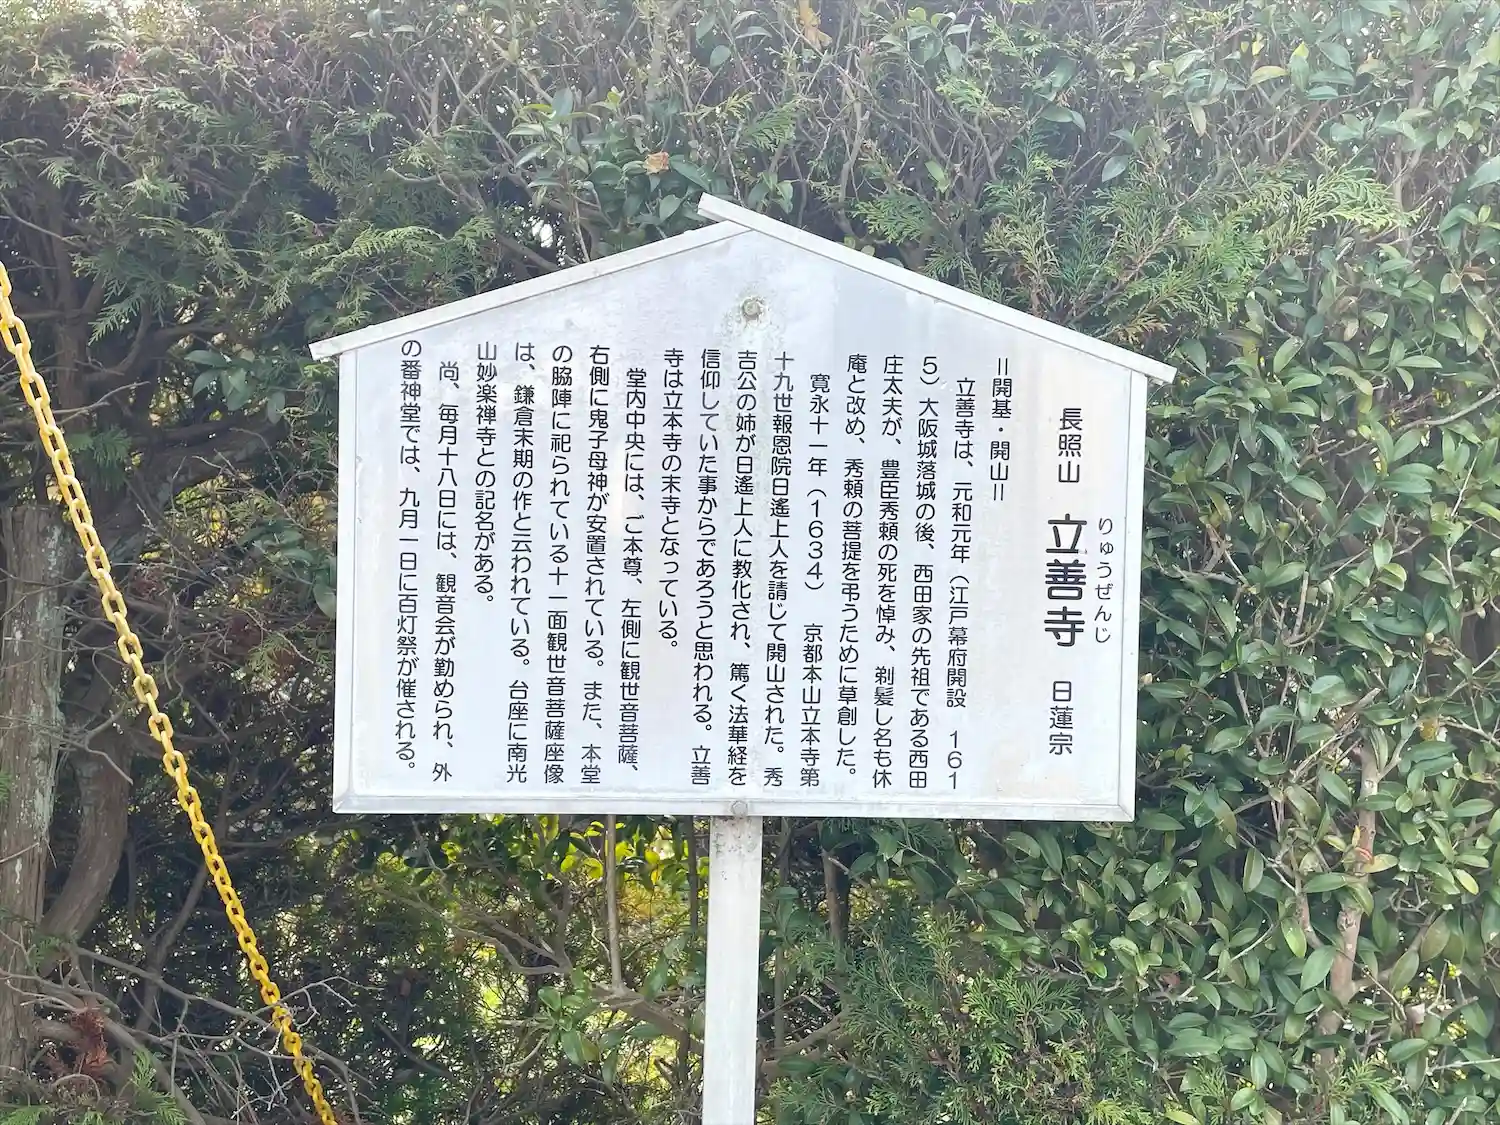 りゅうぜんじ
長照山 立善寺 日蓮宗
＝開基・開山＝
立善寺は、元和元年（江戸幕府開設　１６１
５）大阪城落城の後、西田家の先祖である西田
庄太夫が、豊臣秀頼の死を悼み、剃髪し名も休
庵と改め、秀頼の菩提を弔うために草創した。
寛永十一年（１６３４）　京都本山立本寺第
十九世報恩院日遙上人を請じて開山された。秀
吉公の姉が日遙上人に教化され、篤く法華経を
信仰していた事からであろうと思われる。立善
寺は立本寺の末寺となっている。
堂内中央には、ご本尊、左側に観世音菩薩、
右側に鬼子母神が安置されている。また、本堂
の脇陣に祀られている十一面観世音菩薩座像
は、鎌倉末期の作と云われている。台座に南光
山妙楽禅寺との記名がある。
尚、毎月十八日には、観音会が勤められ、外
の番神堂では、九月一日に百灯祭が催される。